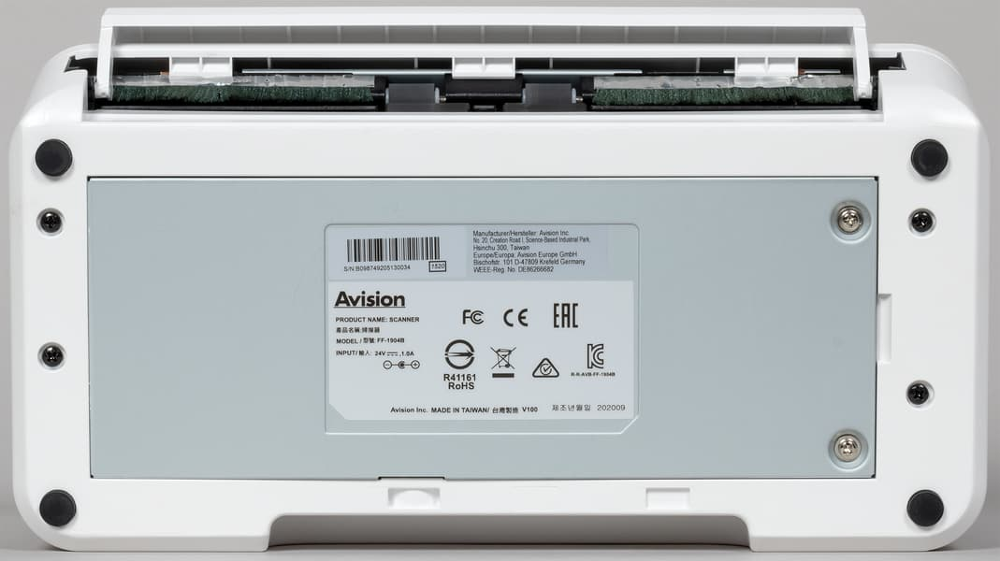 S/N:B098749205130034
1520
Manufacturer/Hersteller: Avision Inc.
No. 20, Creation Road I, Science-Based Industrial Park,
Hsinchu 300, Taiwan
Europe/Europa: Avision Europe GmbH
Bischofstr. 101 D-47809 Krefeld Germany
WEEE-Reg. No. DE86266682
Avision
PRODUCT NAME: SCANNER
產品名稱:掃描器
MODEL / 型號: FF-1904B
INPUT/ 輸入: 24V, 1.0A
FC
CE
EAC
R41161
RoHS
R-R-AVB-FF-1904B
Avision Inc. MADE IN TAIWAN/ 台灣製造 V100
제조년월일 202009